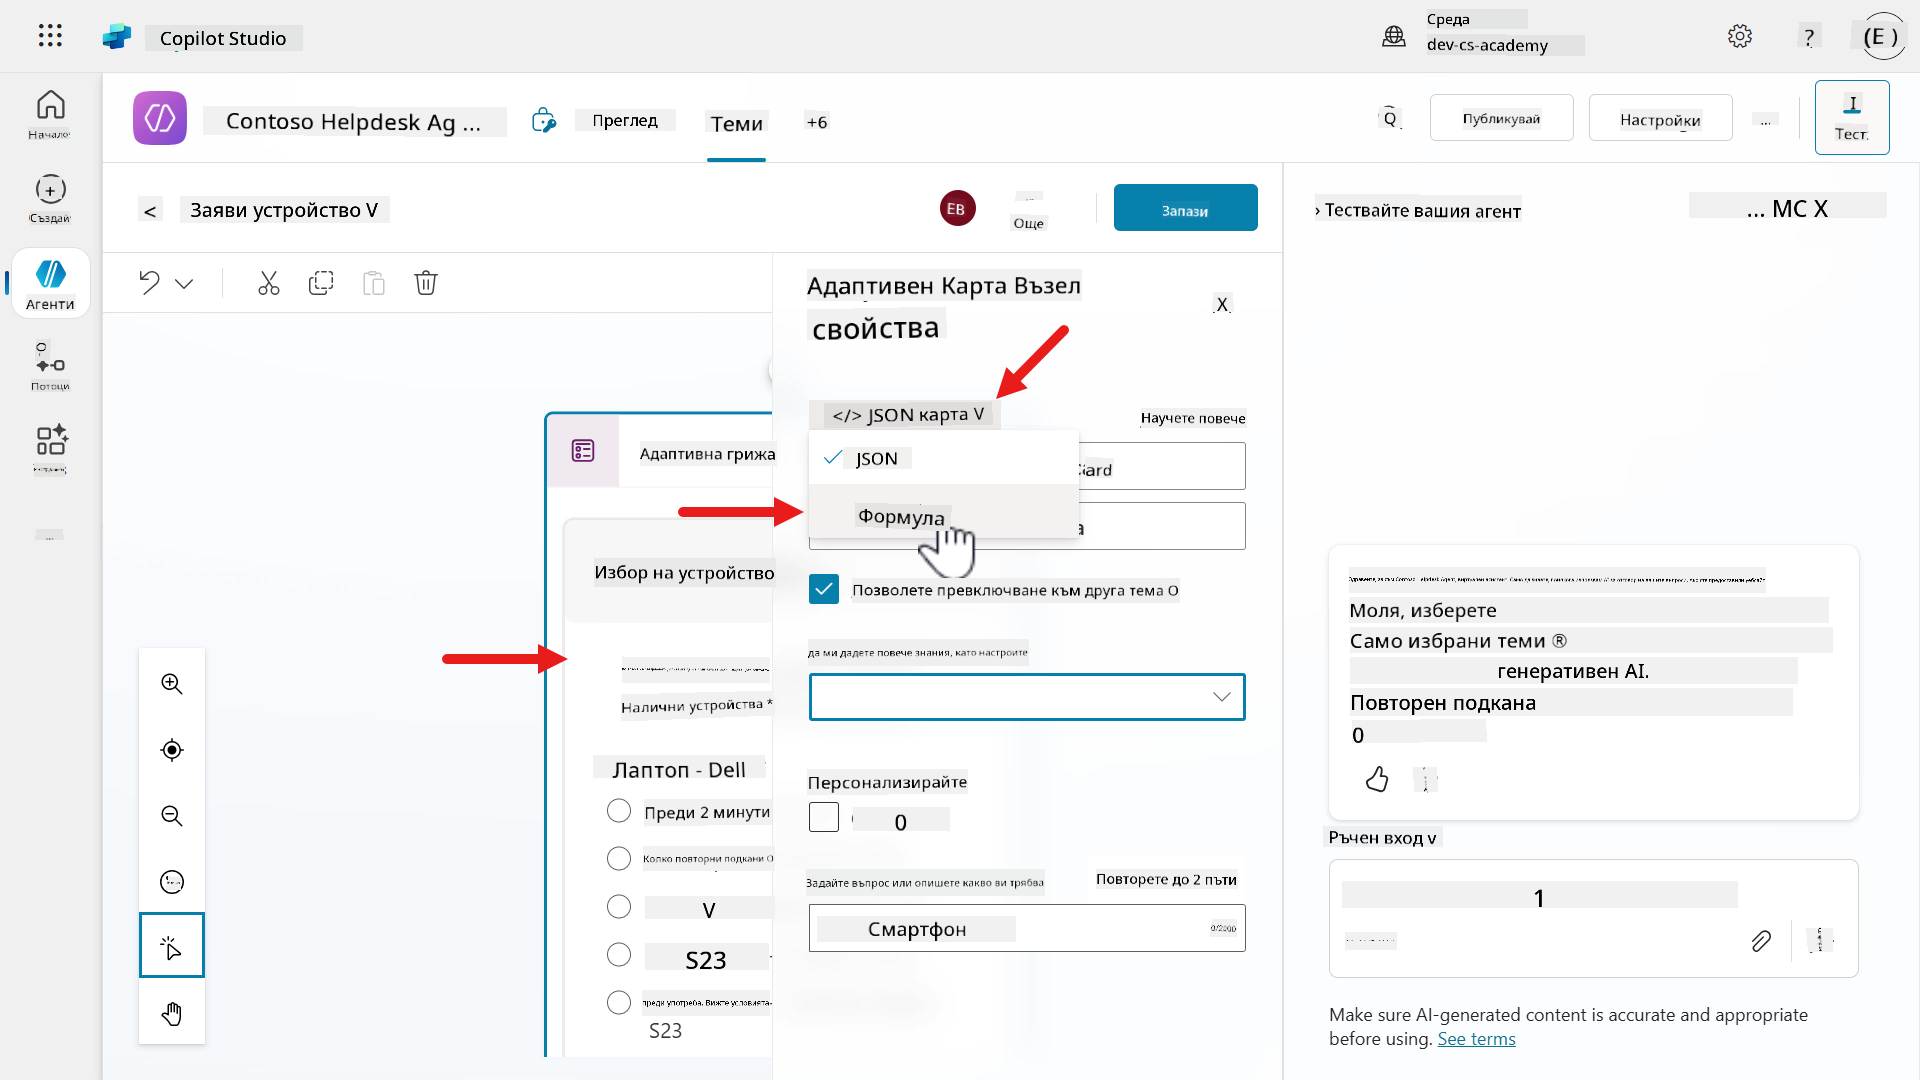 Copilot Studio
Среда
dev-cs-academy
?
(E )
Начало
Създай
Агенти
Потоци
Contoso Helpdesk Ag ...
Преглед
Теми
+6
Q
Публикувай
Настройки
...
I
Тест
<
Заяви устройство V
EB
Още
Запази
Адаптивен Карта Възел
свойства
X
</> JSON карта V
Научете повече
JSON
Формула
ard
а
Позволете превключване към друга тема О
да ми дадете повече знания, като настроите
Персонализирайте
0
Задайте въпрос или опишете какво ви трябва
Повторете до 2 пъти
Смартфон
0/2000
Адаптивна грижа
Избор на устройство
Налични устройства *
Лаптоп - Dell
Преди 2 минути
Колко повторни подкани О
V
S23
преди употреба. Вижте условията.
S23
› Тествайте вашия агент
... МС X
Моля, изберете
Само избрани теми ®
генеративен AI.
Повторен подкана
0
Ръчен вход v
1
Make sure AI-generated content is accurate and appropriate
before using. See terms